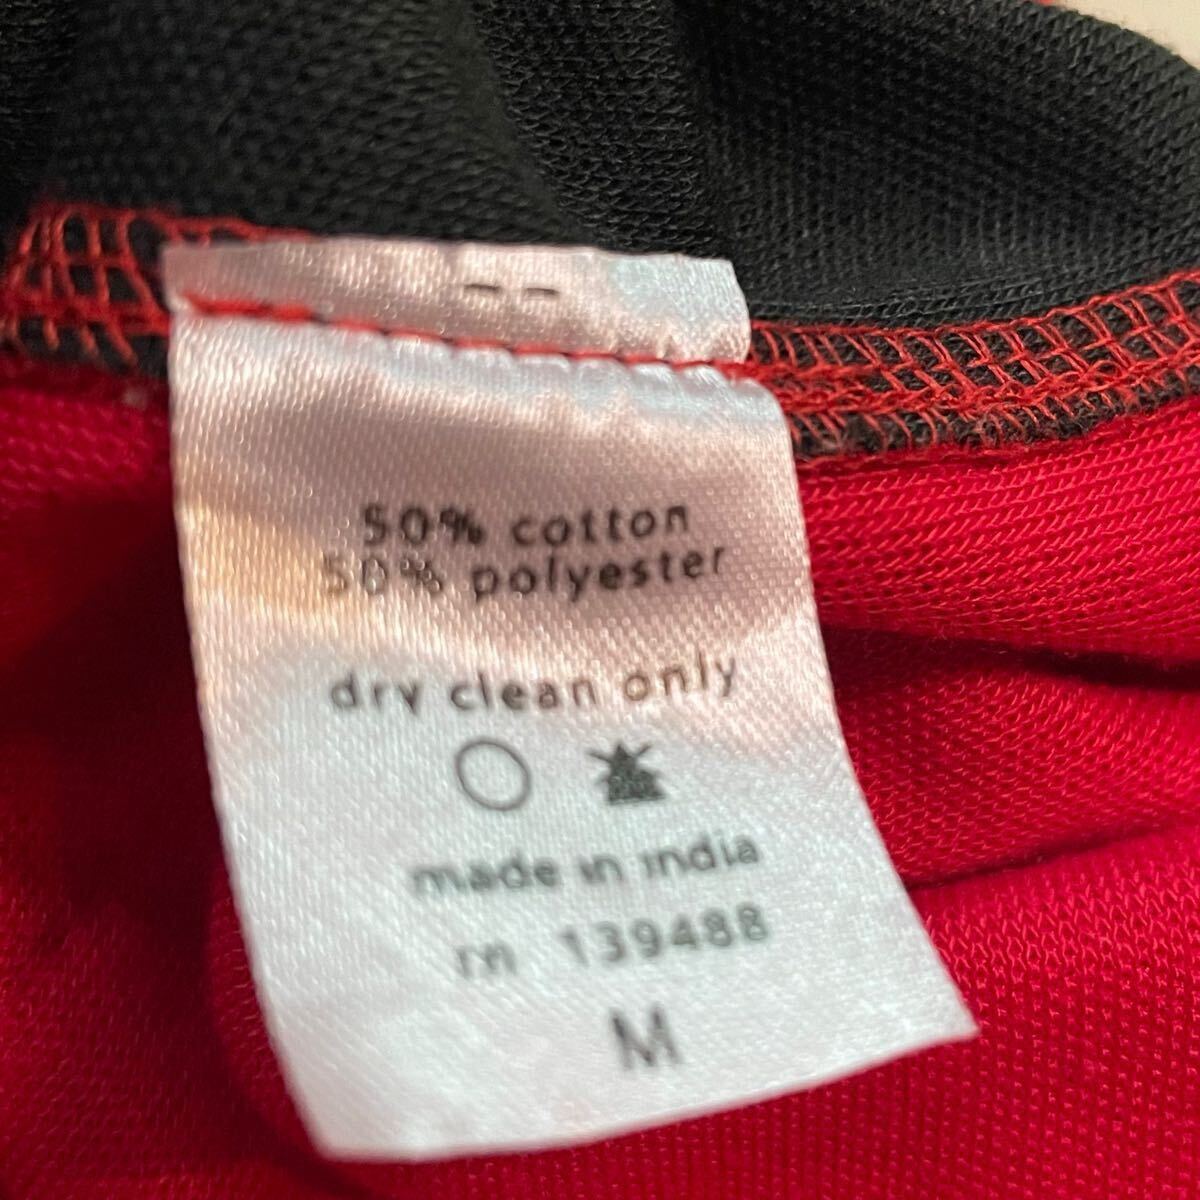 50% cotton
50% polyester
dry clean only
made in india
rn 139488
M